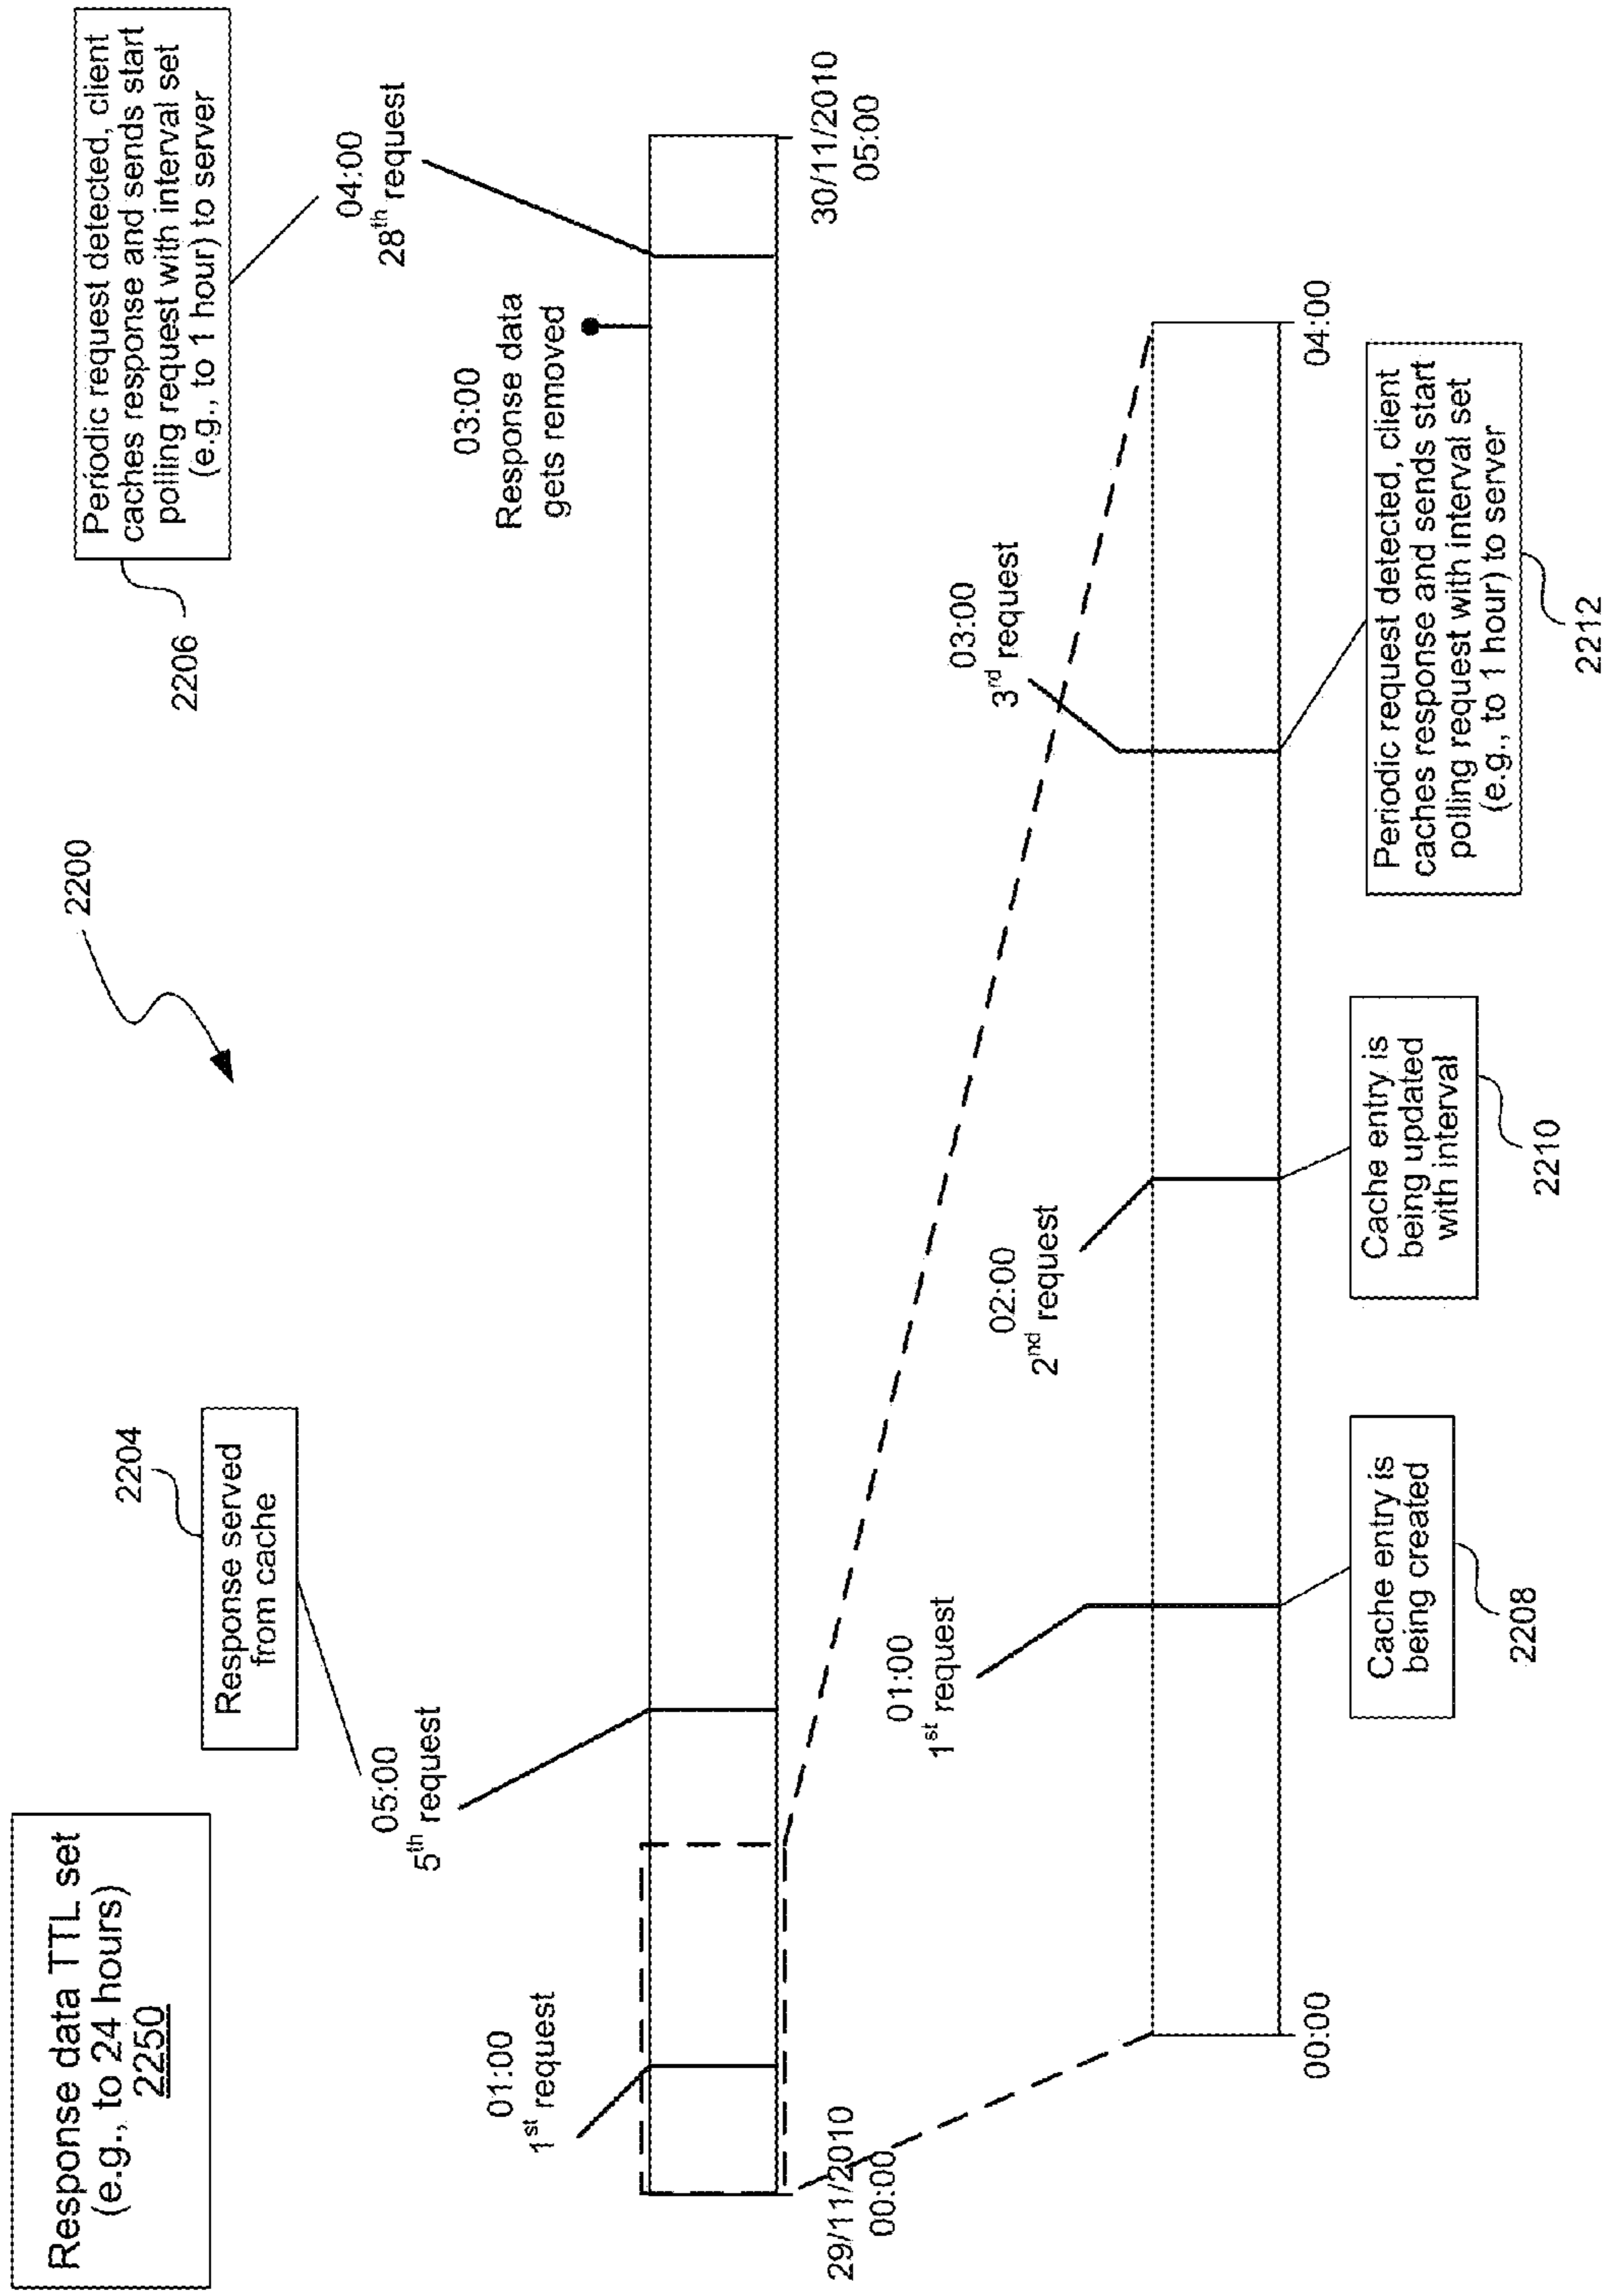 Response data TTL set
(e.g., to 24 hours)
2250
2204
Response served
from cache
2200
2206
Periodic request detected, client
caches response and sends start
polling request with interval set
(e.g., to 1 hour) to server
01:00
1st request
05:00
5th request
03:00
Response data
gets removed
04:00
28th request
29/11/2010
00:00
30/11/2010
05:00
01:00
1st request
02:00
2nd request
03:00
3rd request
00:00
04:00
Cache entry is
being created
2208
Cache entry is
being updated
with interval
2210
Periodic request detected, client
caches response and sends start
polling request with interval set
(e.g., to 1 hour) to server
2212